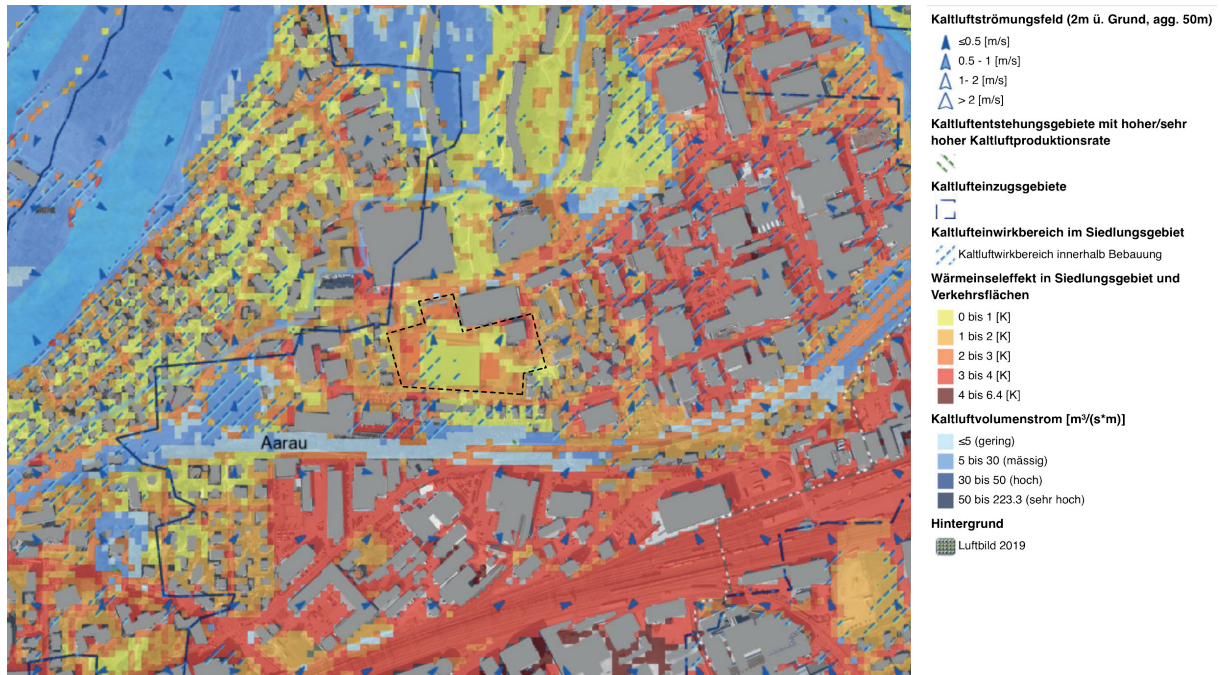 Kaltluftströmungsfeld (2m ü. Grund, agg. 50m)
≤0.5 [m/s]
0.5 - 1 [m/s]
1- 2 [m/s]
> 2 [m/s]
Kaltluftentstehungsgebiete mit hoher/sehr
hoher Kaltluftproduktionsrate
Kaltlufteinzugsgebiete
Kaltlufteinwirkbereich im Siedlungsgebiet
Kaltluftwirkbereich innerhalb Bebauung
Wärmeinseleffekt in Siedlungsgebiet und
Verkehrsflächen
0 bis 1 [K]
1 bis 2 [K]
2 bis 3 [K]
3 bis 4 [K]
4 bis 6.4 [K]
Kaltluftvolumenstrom [m³/(s*m)]
≤5 (gering)
5 bis 30 (mässig)
30 bis 50 (hoch)
50 bis 223.3 (sehr hoch)
Hintergrund
Luftbild 2019
Aarau